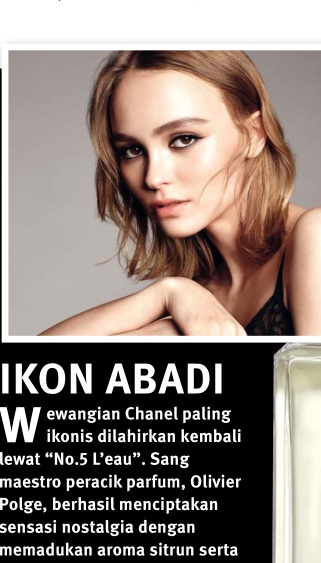 IKON ABADI
Wewangian Chanel paling
ikonis dilahirkan kembali
lewat “No.5 L’eau”. Sang
maestro peracik parfum, Olivier
Polge, berhasil menciptakan
sensasi nostalgia dengan
memadukan aroma sitrun serta